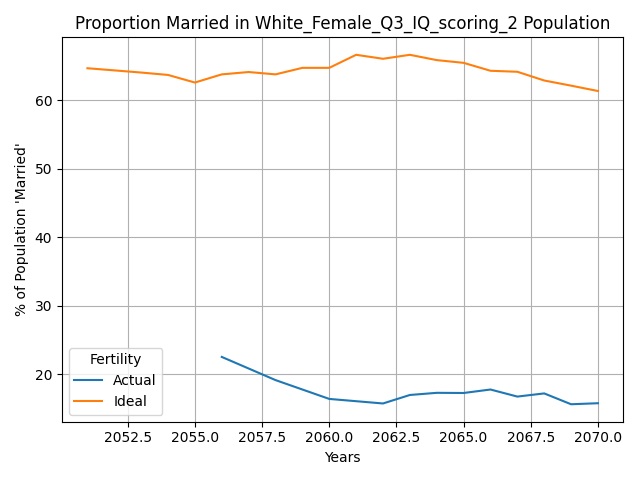 Proportion Married in White_Female_Q3_IQ_scoring_2 Population
% of Population 'Married'
60
50
40
30
20
Fertility
Actual
Ideal
2052.5 2055.0 2057.5 2060.0 2062.5 2065.0 2067.5 2070.0
Years